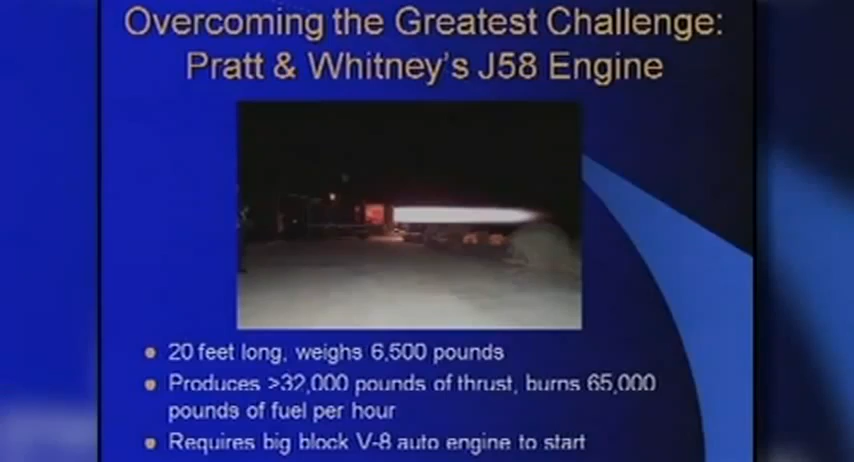 Overcoming the Greatest Challenge:
Pratt & Whitney's J58 Engine
20 feet long, weighs 6,500 pounds
Produces >32,000 pounds of thrust, burns 65,000
pounds of fuel per hour
Requires big block V-8 auto engine to start